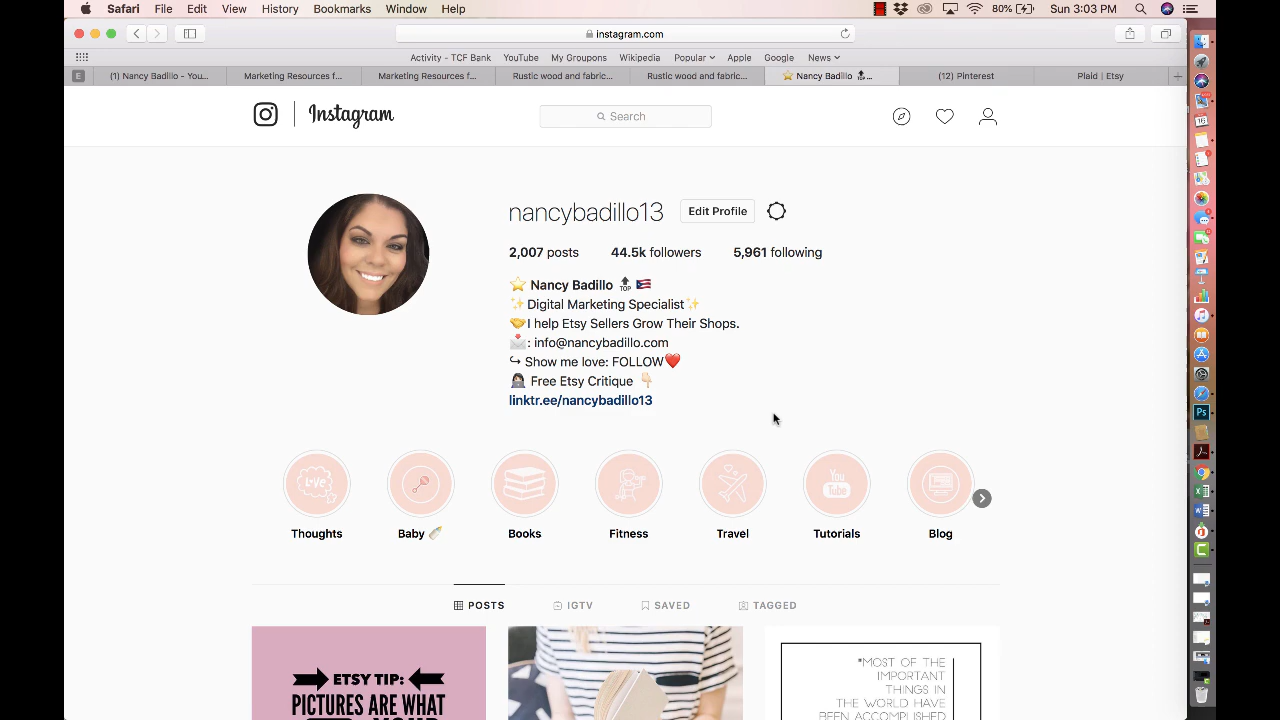 Safari File Edit View History Bookmarks Window Help 80% Sun 3:03 PM
instagram.com
Activity - TCF Bank YouTube My Groupons Wikipedia Popular Apple Google News
E (1) Nancy Badillo - You... Marketing Resources f... Marketing Resources f... Rustic wood and fabric... Rustic wood and fabric... ⭐ Nancy Badillo 🔝... (12) Pinterest Plaid | Etsy
Instagram Search
nancybadillo13 Edit Profile
2,007 posts 44.5k followers 5,961 following
⭐ Nancy Badillo 🔝 🇵🇷
✨Digital Marketing Specialist✨
🤝I help Etsy Sellers Grow Their Shops.
📩: info@nancybadillo.com
↪ Show me love: FOLLOW❤️
👩🏻‍💻 Free Etsy Critique 👇🏻
linktr.ee/nancybadillo13
Love
You
Tube
Thoughts Baby 🍼 Books Fitness Travel Tutorials Blog
POSTS IGTV SAVED TAGGED
ETSY TIP:
PICTURES ARE WHAT
"MOST OF THE
IMPORTANT
THINGS IN
THE WORLD HAVE
BEEN ACCOMPLISHED
Ps